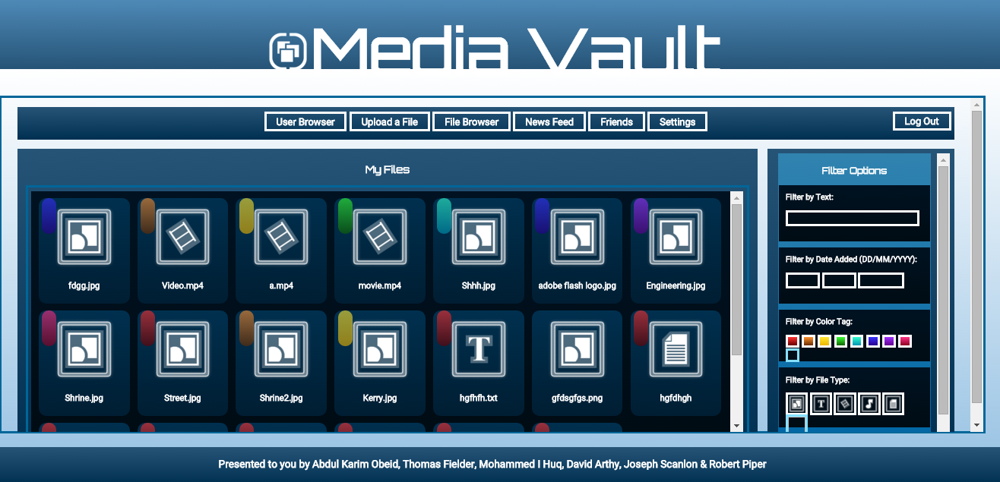 Media Vault
User Browser Upload a File File Browser News Feed Friends Settings Log Out
My Files
fdgg.jpg Video.mp4 a.mp4 movie.mp4 Shhh.jpg adobe flash logo.jpg Engineering.jpg
Shrine.jpg Street.jpg Shrine2.jpg Kerry.jpg hgfhfh.txt gfdsgfgs.png hgfdhgh
Filter Options
Filter by Text:
Filter by Date Added (DD/MM/YYYY):
Filter by Color Tag:
Filter by File Type:
Presented to you by Abdul Karim Obeid, Thomas Fielder, Mohammed I Huq, David Arthy, Joseph Scanlon & Robert Piper